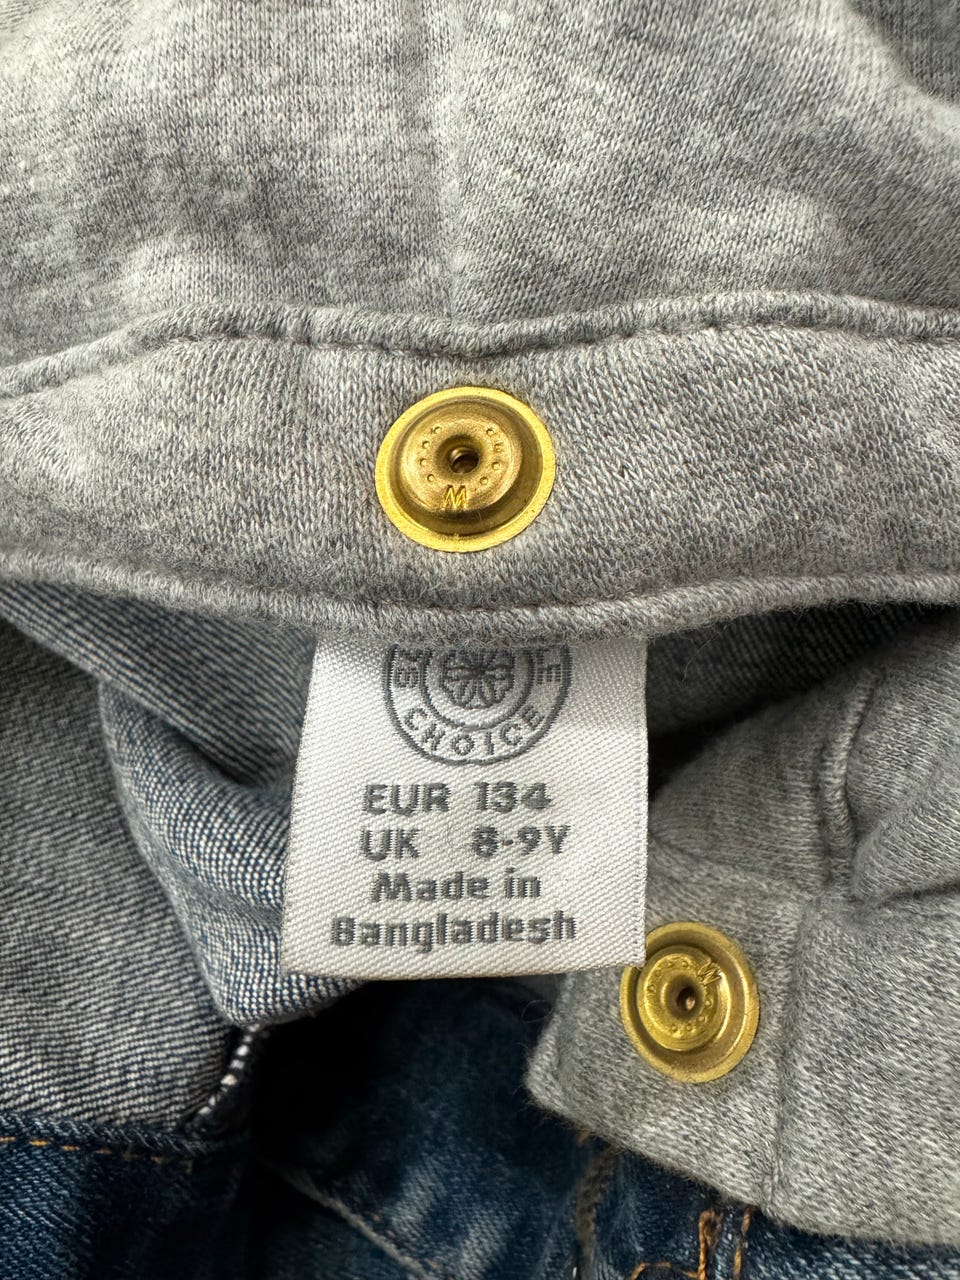 CHOICE
EUR 134
UK 8-9Y
Made in
Bangladesh
M
M